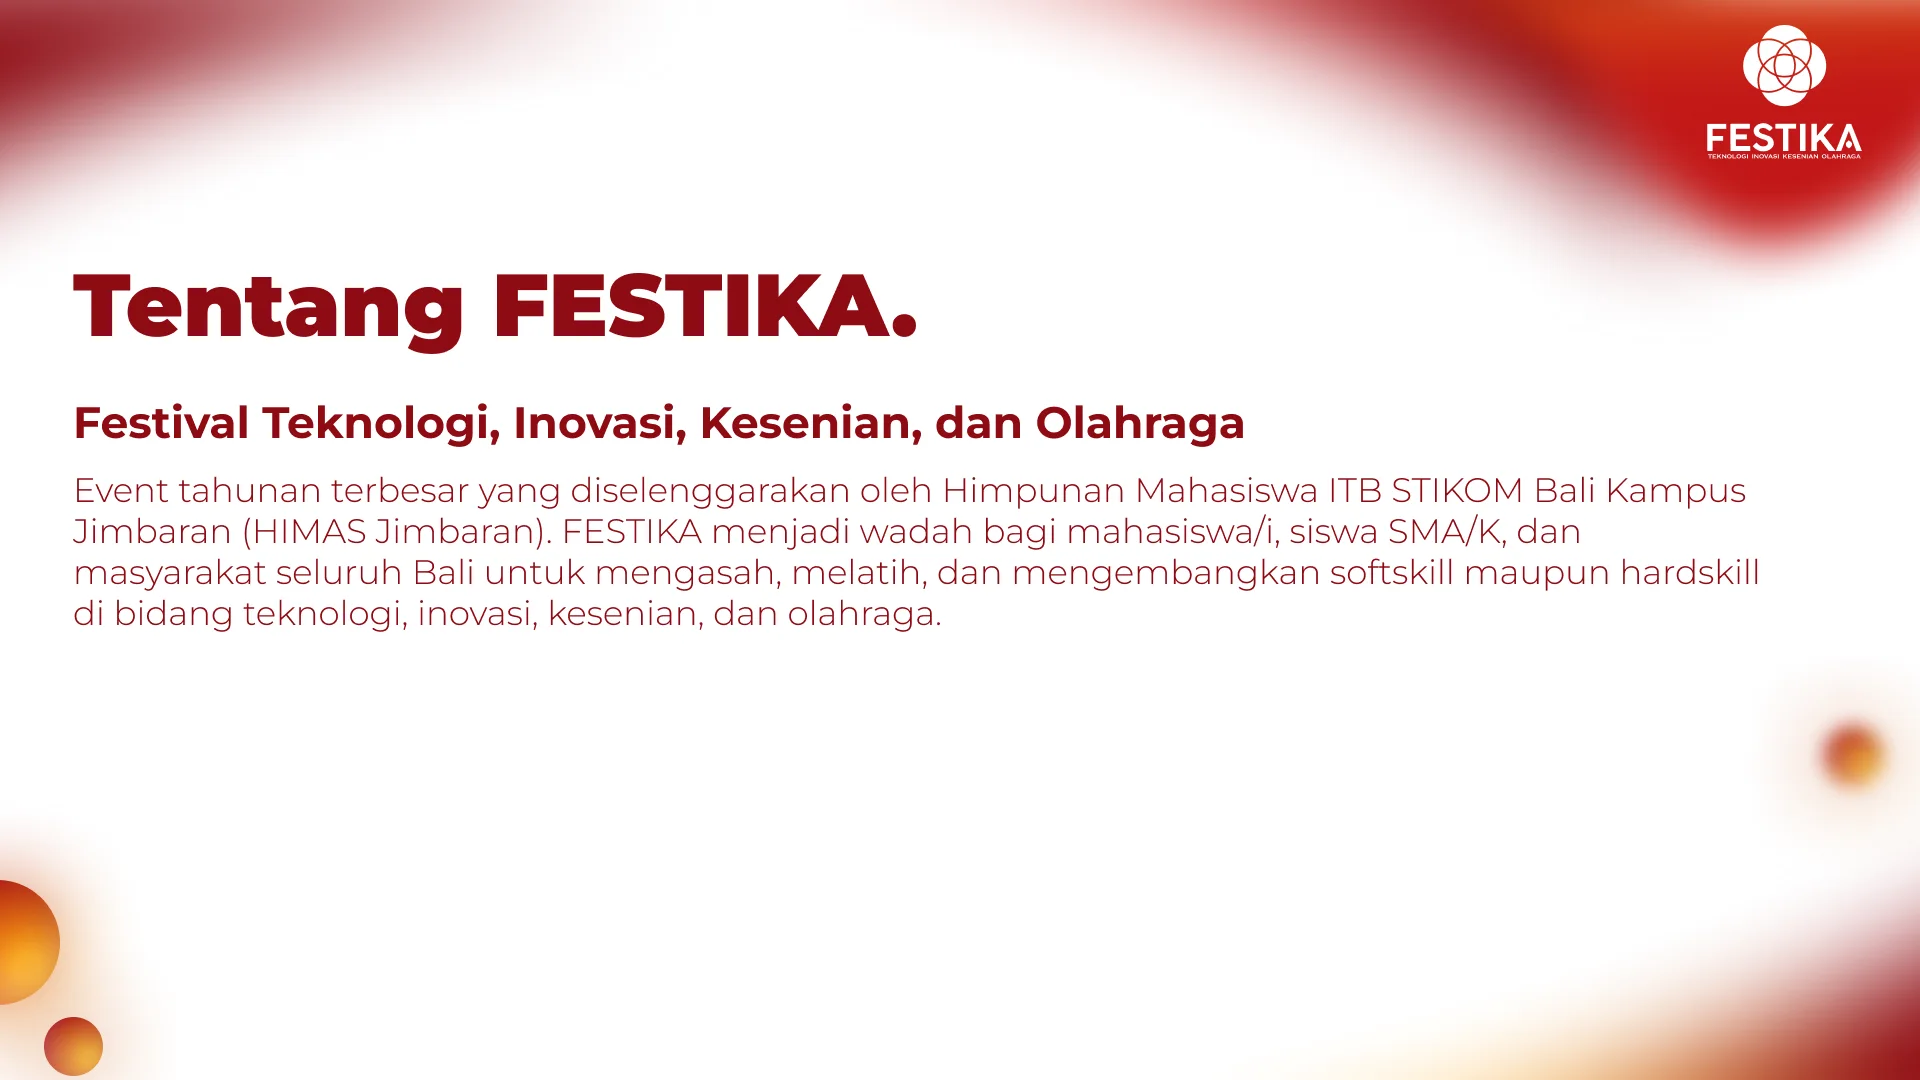 FESTIKA
TEKNOLOGI INOVASI KESENIAN OLAHRAGA
Tentang FESTIKA.
Festival Teknologi, Inovasi, Kesenian, dan Olahraga
Event tahunan terbesar yang diselenggarakan oleh Himpunan Mahasiswa ITB STIKOM Bali Kampus
Jimbaran (HIMAS Jimbaran). FESTIKA menjadi wadah bagi mahasiswa/i, siswa SMA/K, dan
masyarakat seluruh Bali untuk mengasah, melatih, dan mengembangkan softskill maupun hardskill
di bidang teknologi, inovasi, kesenian, dan olahraga.